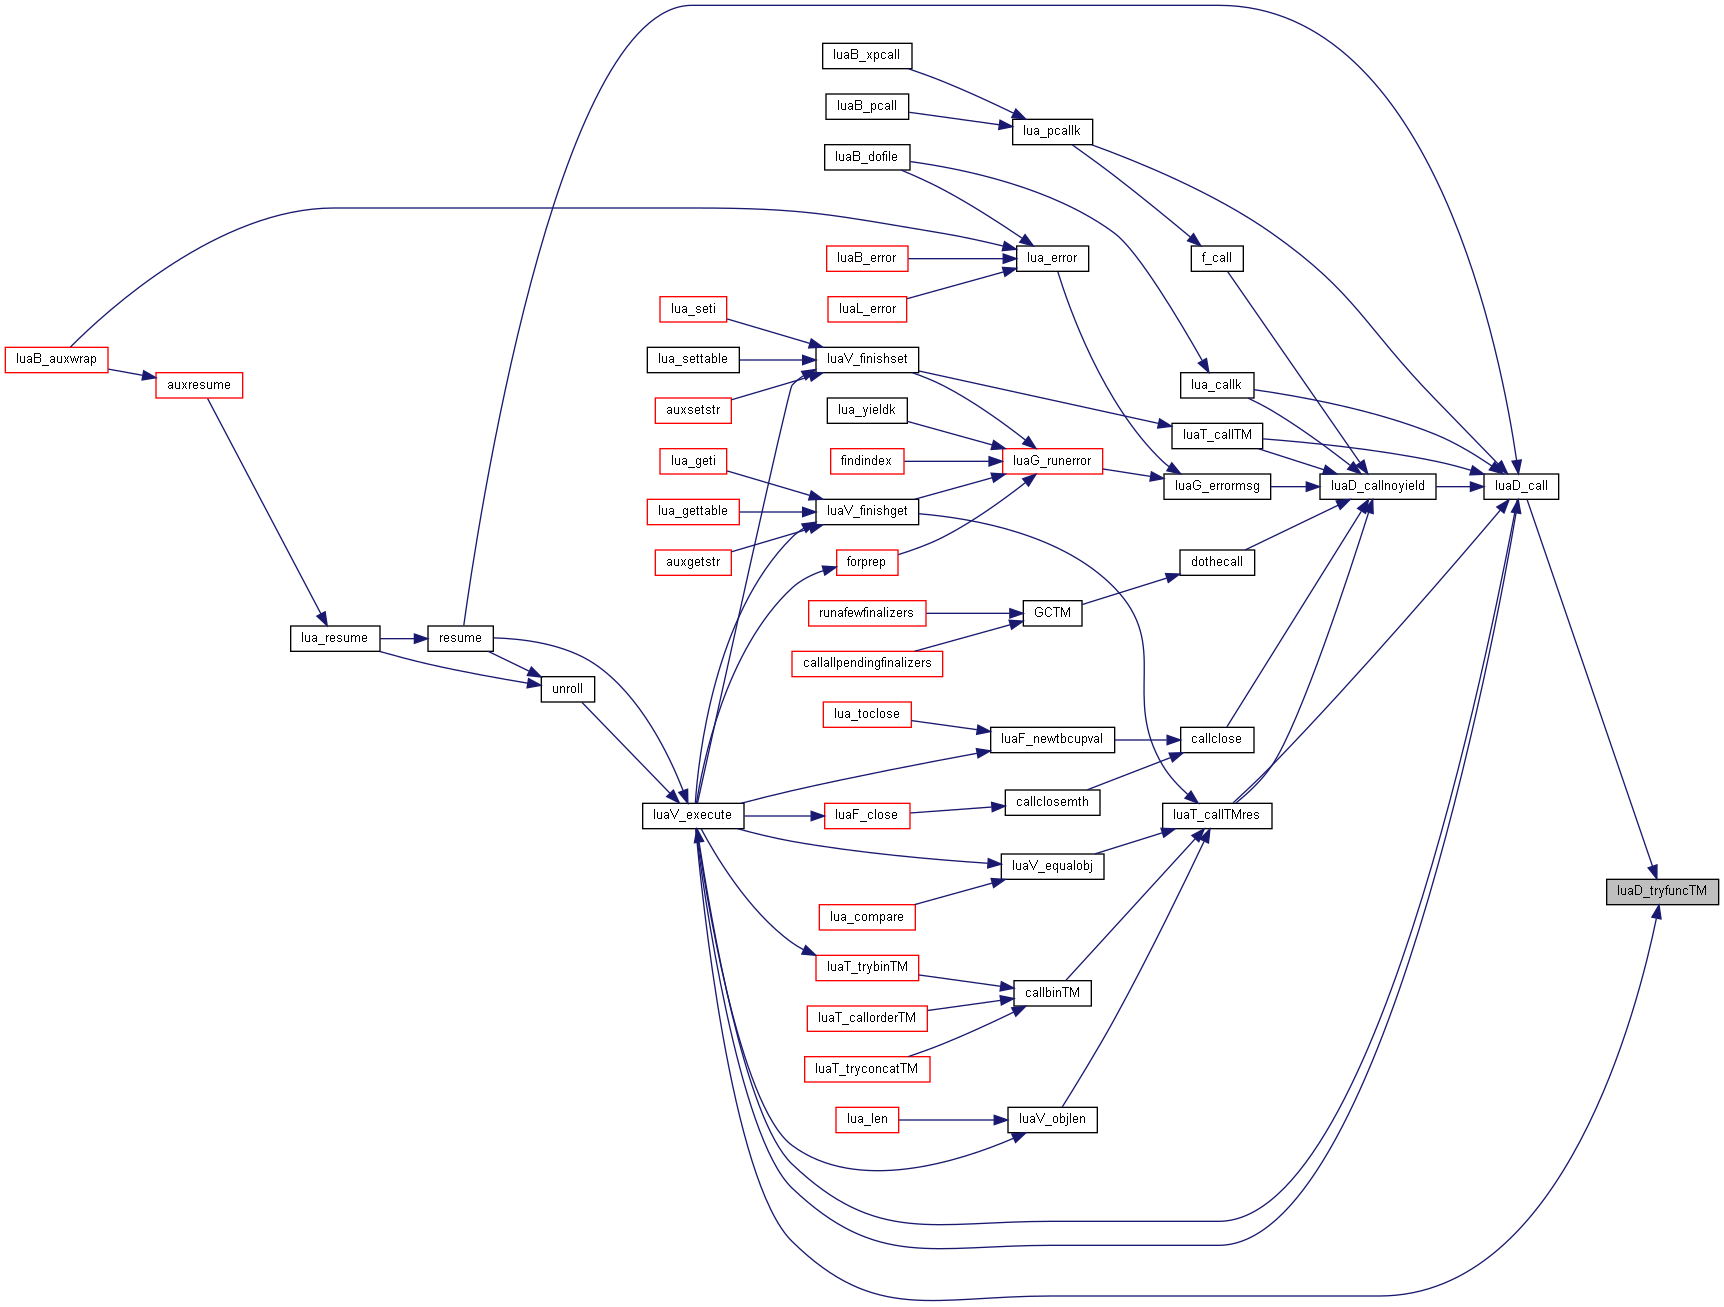 luaB_xpcall
luaB_pcall
lua_pcallk
luaB_dofile
luaB_error
lua_error
f_call
lua_seti
luaL_error
luaB_auxwrap
lua_settable
luaV_finishset
auxresume
lua_callk
auxsetstr
lua_yieldk
luaT_callTM
lua_geti
findindex
luaG_runerror
luaG_errormsg
luaD_callnoyield
luaD_call
lua_gettable
luaV_finishget
auxgetstr
forprep
dothecall
runafewfinalizers
GCTM
lua_resume
resume
callallpendingfinalizers
unroll
lua_toclose
luaF_newtbcupval
callclose
callclosemth
luaV_execute
luaF_close
luaT_callTMres
luaV_equalobj
luaD_tryfuncTM
lua_compare
luaT_trybinTM
callbinTM
luaT_callorderTM
luaT_tryconcatTM
lua_len
luaV_objlen